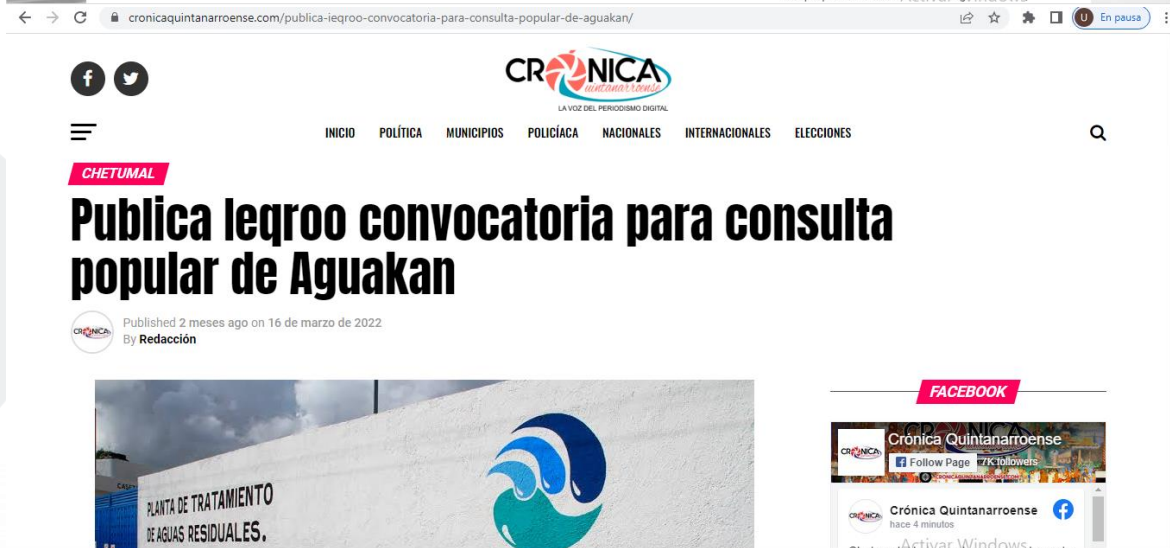 cronicaquintanarroense.com/publica-ieqroo-convocatoria-para-consulta-popular-de-aguakan/
U En pausa
CRÓNICA
Quintanarroense
LA VOZ DEL PERIODISMO DIGITAL
INICIO POLÍTICA MUNICIPIOS POLICÍACA NACIONALES INTERNACIONALES ELECCIONES
CHETUMAL
Publica Ieqroo convocatoria para consulta
popular de Aguakan
CRÓNICA
Published 2 meses ago on 16 de marzo de 2022
By Redacción
PLANTA DE TRATAMIENTO
DE AGUAS RESIDUALES.
FACEBOOK
CRÓNICA
Crónica Quintanarroense
Follow Page 7K followers
CRÓNICA
Crónica Quintanarroense
hace 4 minutos
Activar Windows